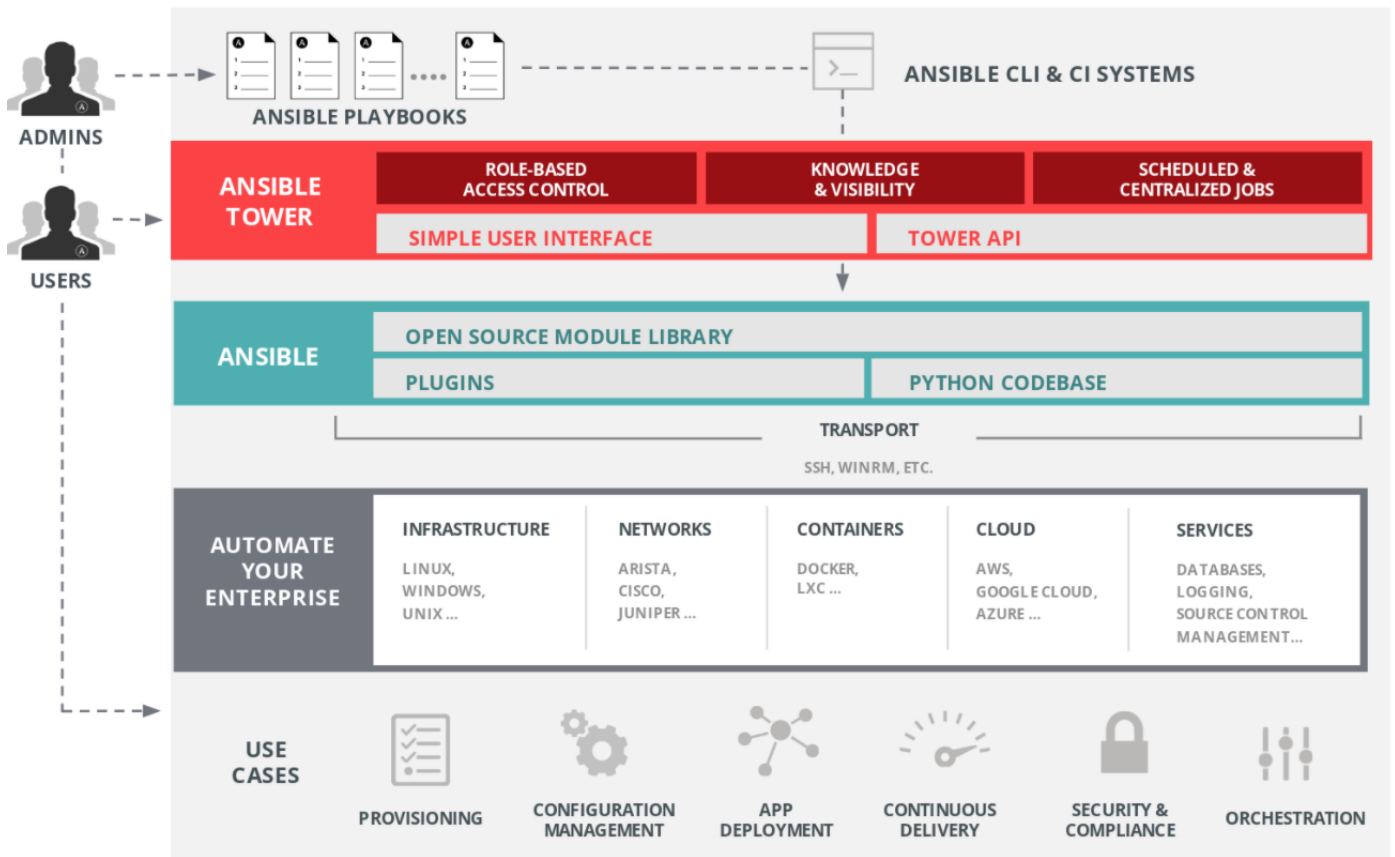 ANSIBLE CLI & CI SYSTEMS
ANSIBLE PLAYBOOKS
ADMINS
USERS
ANSIBLE
TOWER
ROLE-BASED
ACCESS CONTROL
KNOWLEDGE
& VISIBILITY
SCHEDULED &
CENTRALIZED JOBS
SIMPLE USER INTERFACE
TOWER API
ANSIBLE
OPEN SOURCE MODULE LIBRARY
PLUGINS
PYTHON CODEBASE
TRANSPORT
SSH, WINRM, ETC.
AUTOMATE
YOUR
ENTERPRISE
INFRASTRUCTURE
LINUX,
WINDOWS,
UNIX ...
NETWORKS
ARISTA,
CISCO,
JUNIPER ...
CONTAINERS
DOCKER,
LXC ...
CLOUD
AWS,
GOOGLE CLOUD,
AZURE ...
SERVICES
DATABASES,
LOGGING,
SOURCE CONTROL
MANAGEMENT...
USE
CASES
PROVISIONING
CONFIGURATION
MANAGEMENT
APP
DEPLOYMENT
CONTINUOUS
DELIVERY
SECURITY &
COMPLIANCE
ORCHESTRATION